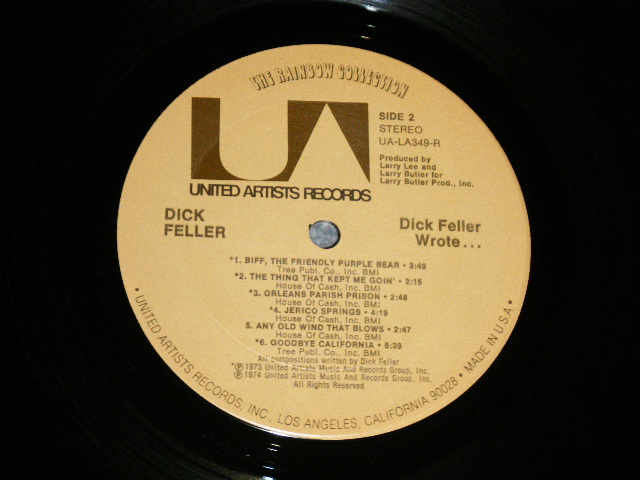 THE RAINBOW COLLECTION
UA
UNITED ARTISTS RECORDS
SIDE 2
STEREO
UA-LA349-R
Produced by
Larry Lee and
Larry Butler for
Larry Butler Prod., Inc.
DICK
FELLER
Dick Feller
Wrote...
*1. BIFF, THE FRIENDLY PURPLE BEAR • 3:49
Tree Publ. Co., Inc. BMI
*2. THE THING THAT KEPT ME GOIN' • 2:15
House Of Cash, Inc. BMI
*3. ORLEANS PARISH PRISON • 2:48
House Of Cash, Inc. BMI
*4. JERICO SPRINGS • 4:19
House Of Cash, Inc. BMI
5. ANY OLD WIND THAT BLOWS • 2:47
House Of Cash, Inc. BMI
*6. GOODBYE CALIFORNIA • 5:39
Tree Publ. Co., Inc. BMI
All compositions written by Dick Feller
*℗ 1973 United Artists Music And Records Group, Inc.
℗ 1974 United Artists Music And Records Group, Inc.
All Rights Reserved
• UNITED ARTISTS RECORDS, INC., LOS ANGELES, CALIFORNIA 90028 • MADE IN U.S.A. •